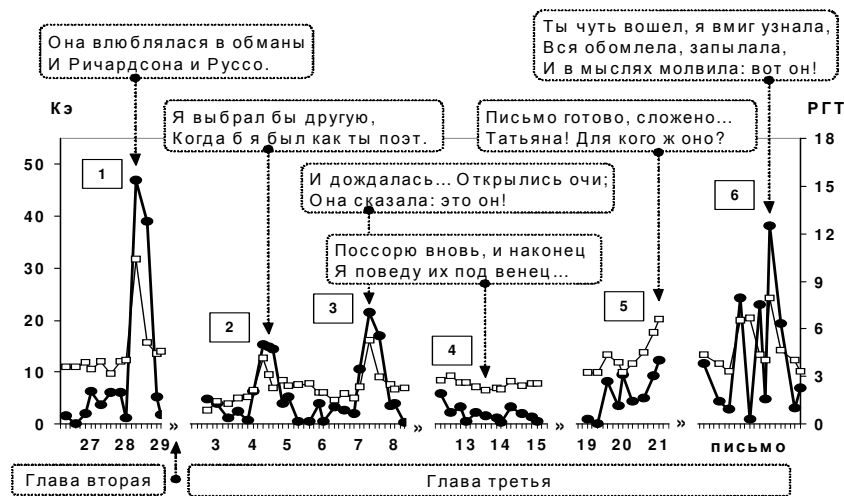 Ты чуть вошел, я вмиг узнала,
Вся обомлела, запылала,
И в мыслях молвила: вот он!
Она влюблялася в обманы
И Ричардсона и Руссо.
Кэ
РГТ
Я выбрал бы другую,
Когда б я был как ты поэт.
Письмо готово, сложено...
Татьяна! Для кого ж оно?
И дождалась... Открылись очи;
Она сказала: это он!
Поссорю вновь, и наконец
Я поведу их под венец...
50
40
30
20
10
0
18
15
12
9
6
3
0
1
2
3
4
5
6
27 28 29 » 3 4 5 6 7 8 » 13 14 15 » 19 20 21 » письмо
Глава вторая
Глава третья